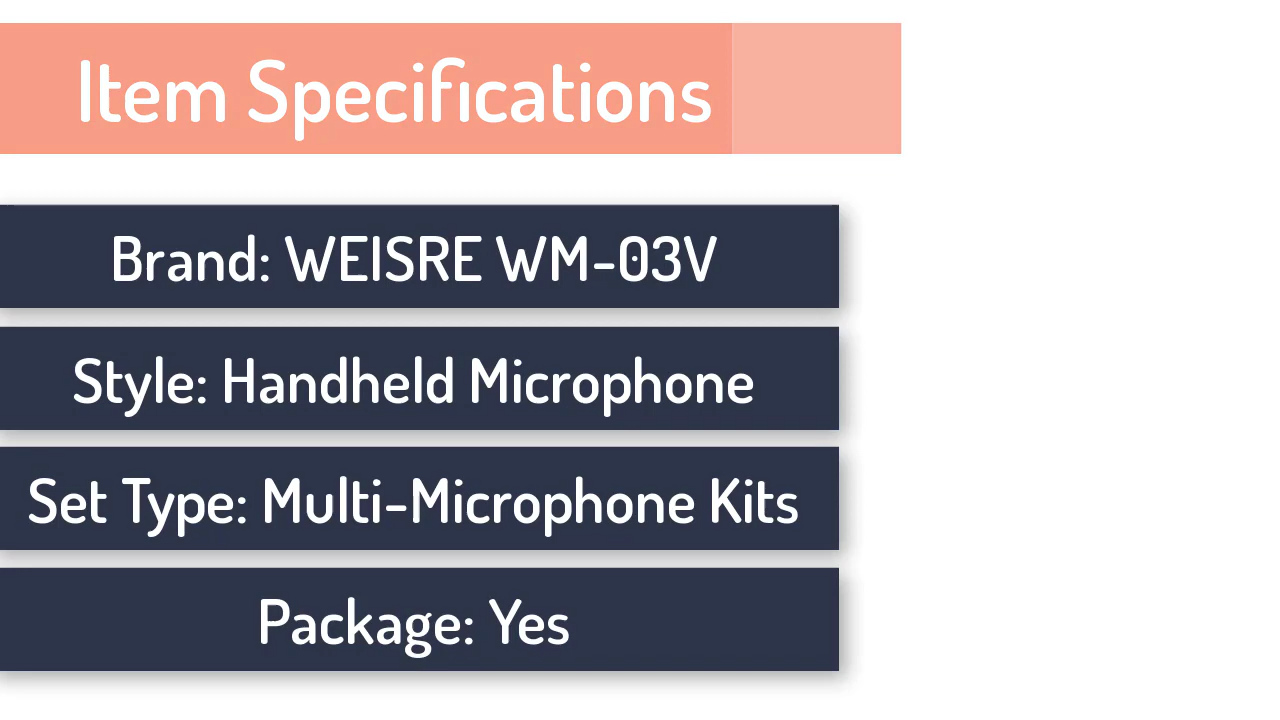 Item Specifications
Brand: WEISRE WM-03V
Style: Handheld Microphone
Set Type: Multi-Microphone Kits
Package: Yes